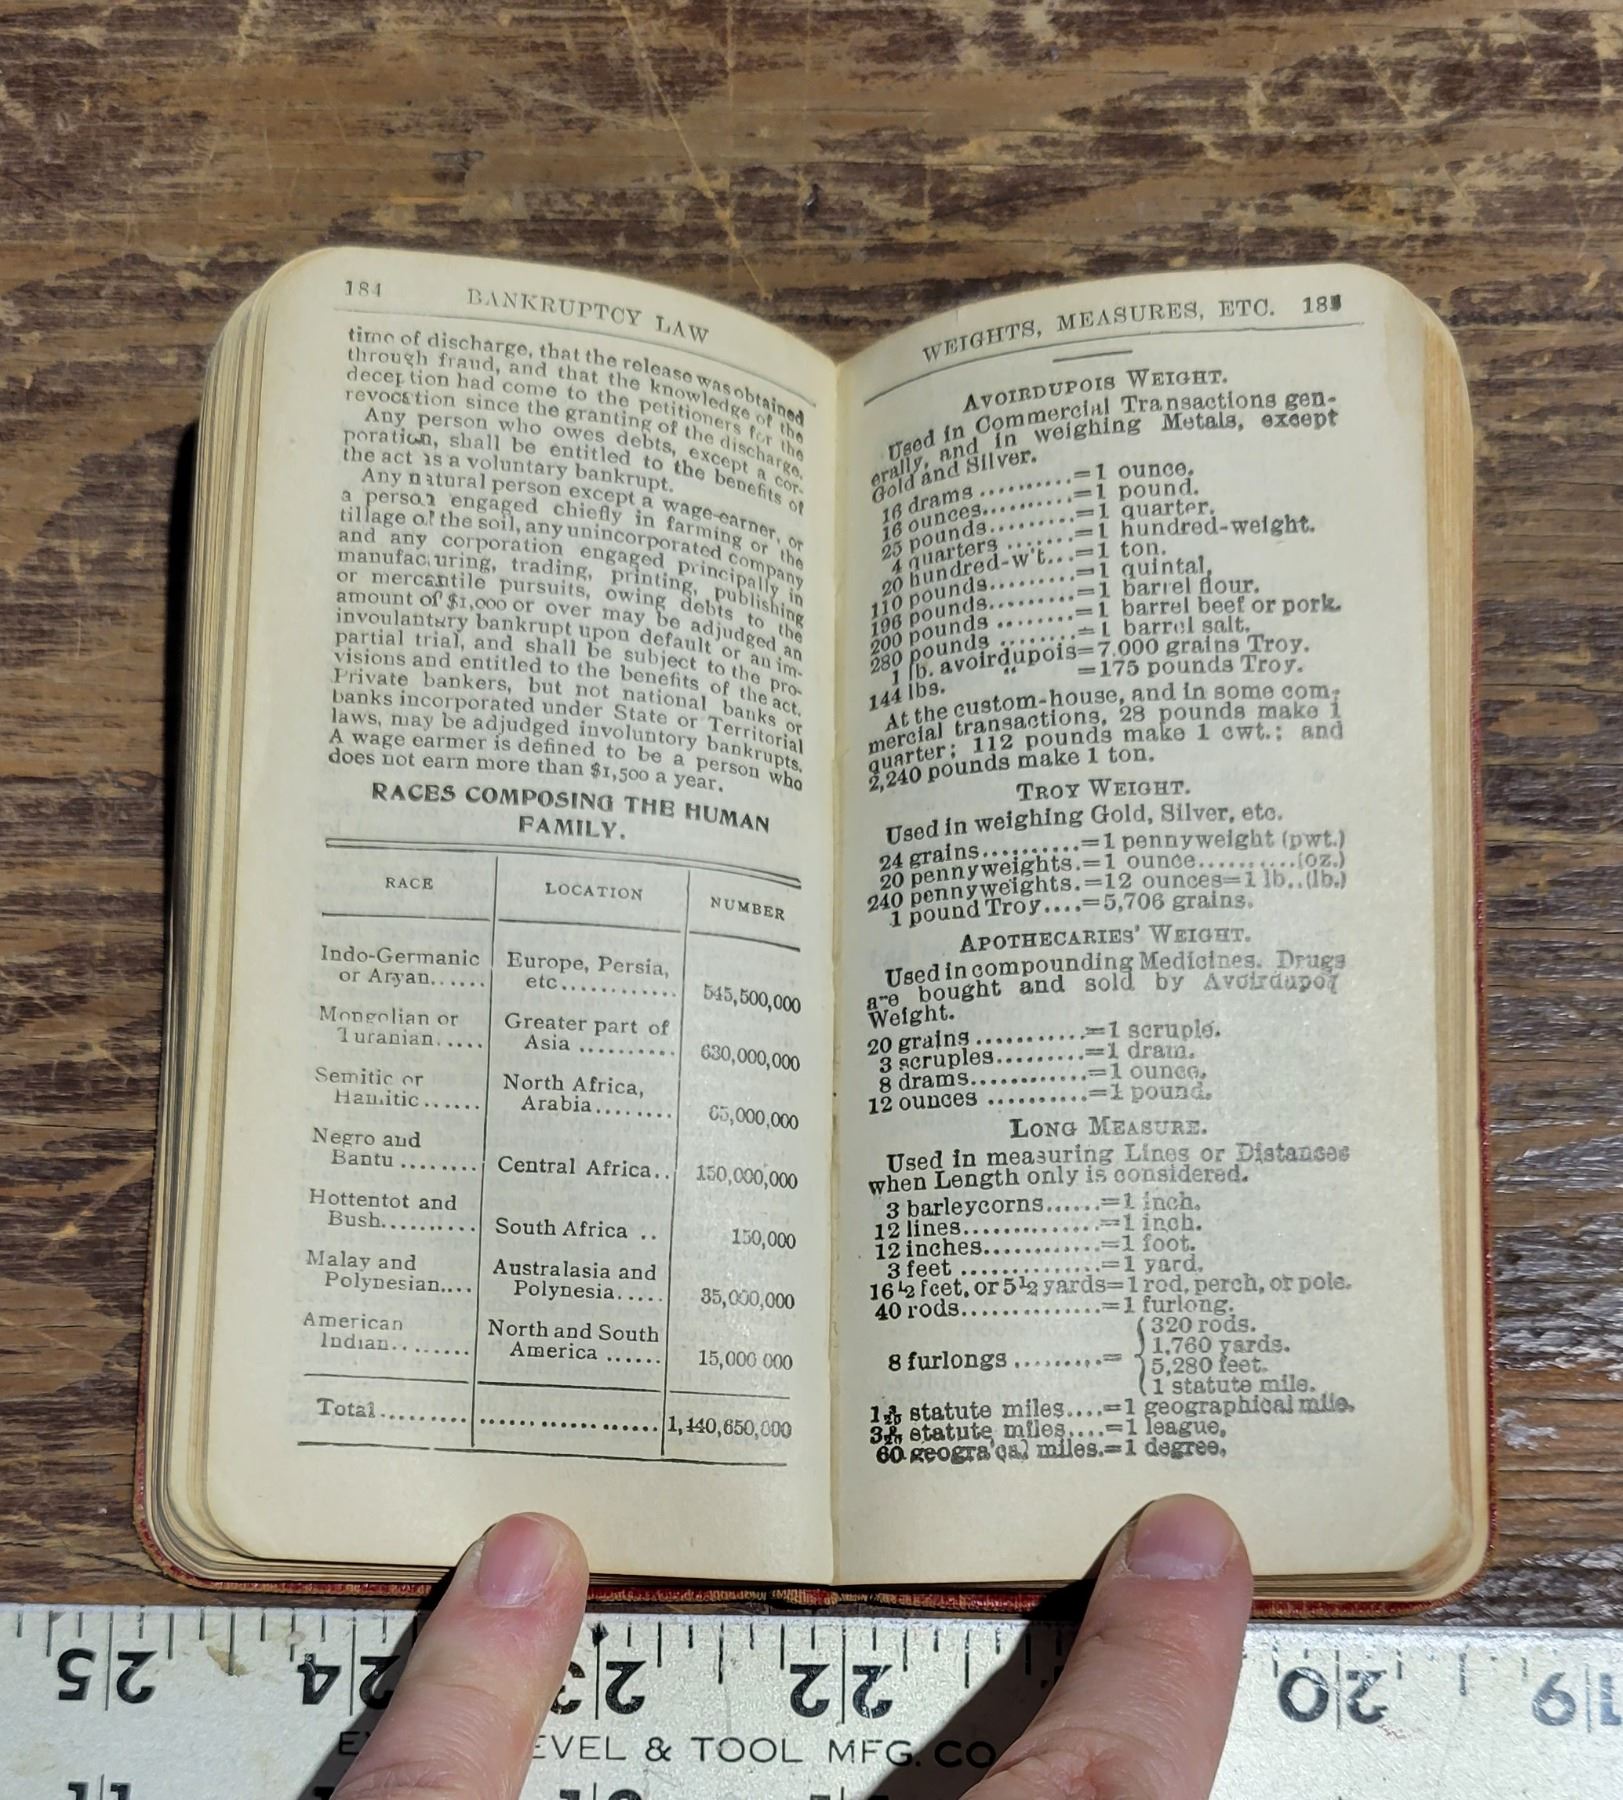 184 BANKRUPTCY LAW
time of discharge, that the release was obtained
through fraud, and that the knowledge of the
deception had come to the petitioners for the
revocation since the granting of the discharge.
Any person who owes debts, except a cor-
poration, shall be entitled to the benefits of
the act as a voluntary bankrupt.
Any natural person except a wage-earner, or
a person engaged chiefly in farming or the
tillage of the soil, any unincorporated company
and any corporation engaged principally in
manufacturing, trading, printing, publishing
or mercantile pursuits, owing debts to the
amount of $1,000 or over may be adjudged an
invoulantary bankrupt upon default or an im-
partial trial, and shall be subject to the pro-
visions and entitled to the benefits of the act.
Private bankers, but not national banks or
banks incorporated under State or Territorial
laws, may be adjudged involuntory bankrupts.
A wage earmer is defined to be a person who
does not earn more than $1,500 a year.
RACES COMPOSING THE HUMAN
FAMILY.
RACE LOCATION NUMBER
Indo-Germanic
or Aryan...... Europe, Persia,
etc............ 545,500,000
Mongolian or
Turanian..... Greater part of
Asia .......... 630,000,000
Semitic or
Hamitic...... North Africa,
Arabia........ 65,000,000
Negro and
Bantu ........ Central Africa.. 150,000,000
Hottentot and
Bush.......... South Africa .. 150,000
Malay and
Polynesian.... Australasia and
Polynesia..... 35,000,000
American
Indian........ North and South
America ...... 15,000 000
Total......... ................ 1,440,650,000
WEIGHTS, MEASURES, ETC. 185
AVOIRDUPOIS WEIGHT.
Used in Commercial Transactions gen-
erally, and in weighing Metals, except
Gold and Silver.
16 drams ..........=1 ounce.
16 ounces..........=1 pound.
25 pounds.........=1 quarter.
4 quarters .......=1 hundred-weight.
20 hundred-w't...=1 ton.
110 pounds.........=1 quintal,
196 pounds.........=1 barrel flour.
200 pounds ........=1 barrel beef or pork.
280 pounds ........=1 barrel salt.
1 lb. avoirdupois=7.000 grains Troy.
144 lbs. " =175 pounds Troy.
At the custom-house, and in some com-
mercial transactions, 28 pounds make 1
quarter; 112 pounds make 1 cwt.; and
2,240 pounds make 1 ton.
TROY WEIGHT.
Used in weighing Gold, Silver, etc.
24 grains..........=1 pennyweight (pwt.)
20 pennyweights.=1 ounce..........(oz.)
240 pennyweights.=12 ounces=1 lb..(lb.)
1 pound Troy....=5,706 grains.
APOTHECARIES' WEIGHT.
Used in compounding Medicines. Drugs
are bought and sold by Avoirdupoi
Weight.
20 grains ...........=1 scruple.
3 scruples.........=1 dram.
8 drams............=1 ounce.
12 ounces ..........=1 pound.
LONG MEASURE.
Used in measuring Lines or Distances
when Length only is considered.
3 barleycorns......=1 inch.
12 lines..............=1 inch.
12 inches............=1 foot.
3 feet ..............=1 yard.
16½ feet, or 5½ yards=1 rod, perch, or pole.
40 rods..............=1 furlong.
8 furlongs .........= { 320 rods.
1,760 yards.
5,280 feet.
1 statute mile.
statute miles....=1 geographical mile.
statute miles....=1 league,
60 geogra'cal miles.=1 degree,
25 24 23 22 20 19
EVEL & TOOL MFG. CO